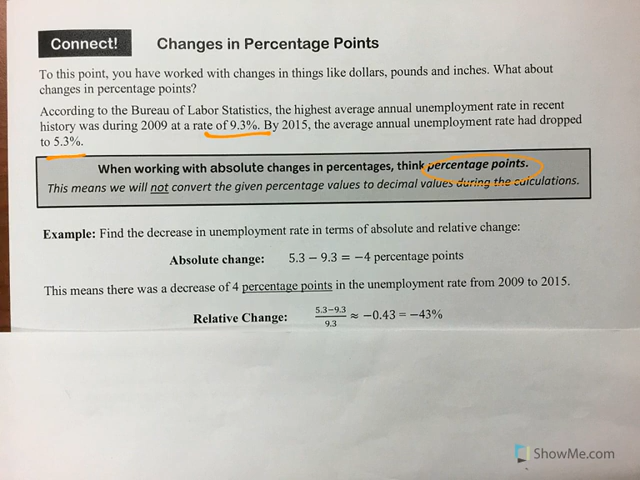 Connect! Changes in Percentage Points
To this point, you have worked with changes in things like dollars, pounds and inches. What about
changes in percentage points?
According to the Bureau of Labor Statistics, the highest average annual unemployment rate in recent
history was during 2009 at a rate of 9.3%. By 2015, the average annual unemployment rate had dropped
to 5.3%.
When working with absolute changes in percentages, think percentage points.
This means we will not convert the given percentage values to decimal values during the calculations.
Example: Find the decrease in unemployment rate in terms of absolute and relative change:
Absolute change: 5.3 − 9.3 = −4 percentage points
This means there was a decrease of 4 percentage points in the unemployment rate from 2009 to 2015.
Relative Change: (5.3−9.3)/9.3 ≈ −0.43 = −43%
ShowMe.com